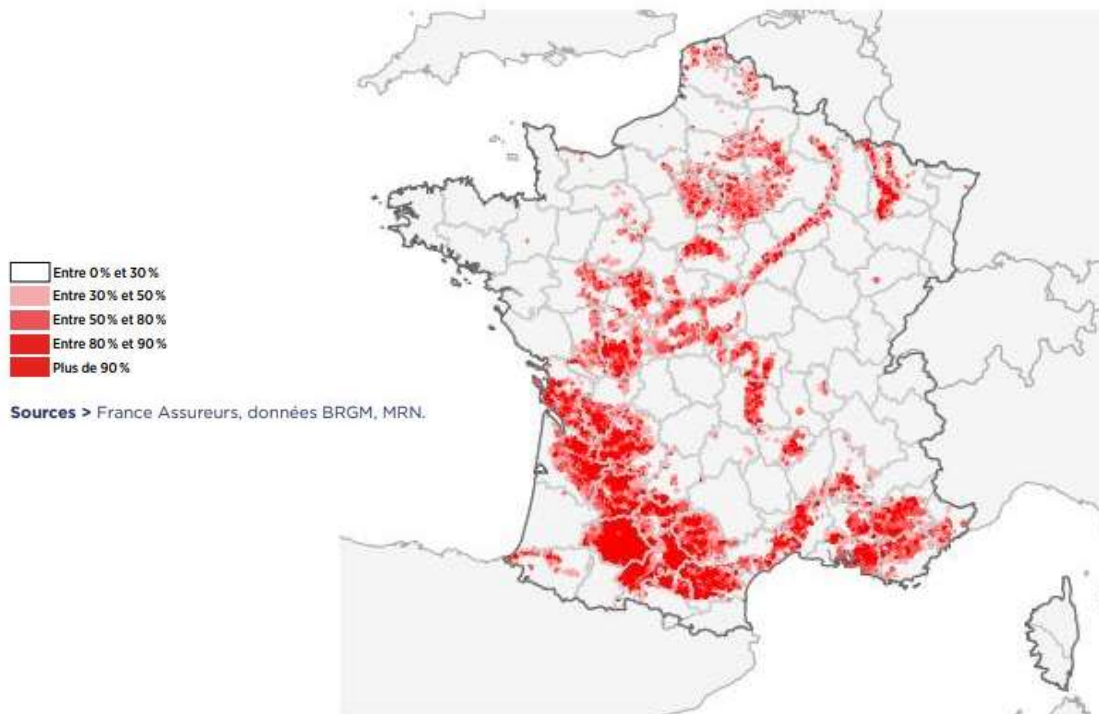 Entre 0 % et 30 %
Entre 30 % et 50 %
Entre 50 % et 80 %
Entre 80 % et 90 %
Plus de 90 %
Sources > France Assureurs, données BRGM, MRN.